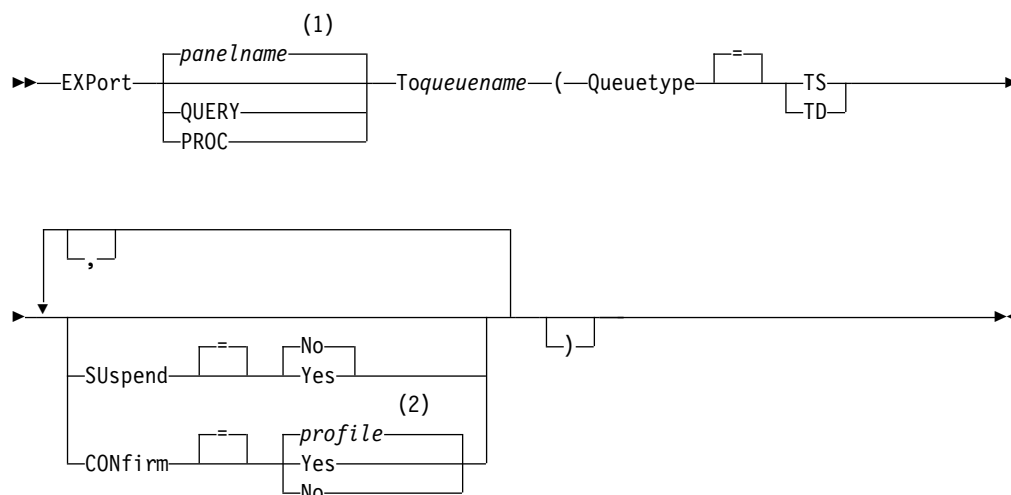 (1)
panelname
EXPort Toqueuename ( Queuetype = TS
QUERY TD
PROC
,
SUspend = No
Yes
(2)
CONfirm = profile
Yes
No
)